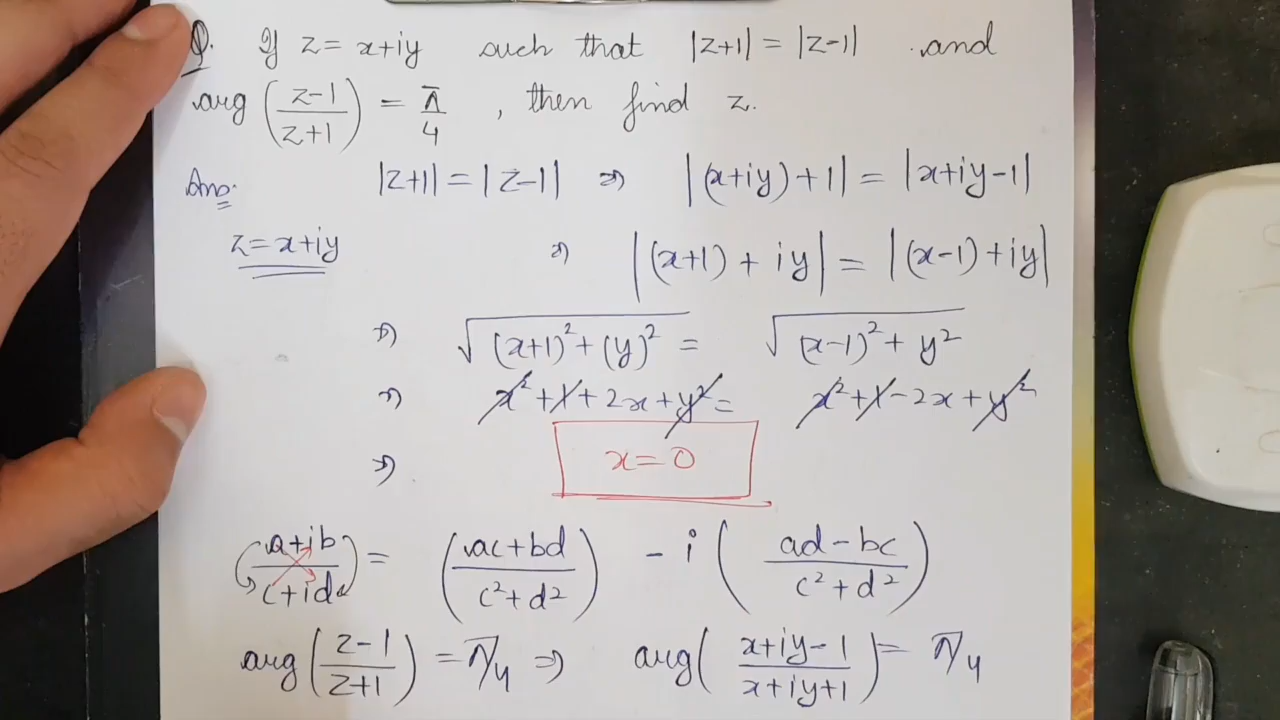 Q. If z = x+iy such that |z+1| = |z-1| and
arg ( (z-1)/(z+1) ) = π/4 , then find z.
Ans: |z+1| = |z-1| ⇒ |(x+iy)+1| = |x+iy-1|
z = x+iy ⇒ |(x+1) + iy| = |(x-1)+iy|
⇒ √((x+1)²+(y)²) = √((x-1)²+y²)
⇒ x²+1+2x+y² = x²+1-2x+y²
⇒ x=0
(a+ib)/(c+id) = ( (ac+bd)/(c²+d²) ) - i ( (ad-bc)/(c²+d²) )
arg ( (z-1)/(z+1) ) = π/4 ⇒ arg ( (x+iy-1)/(x+iy+1) ) = π/4